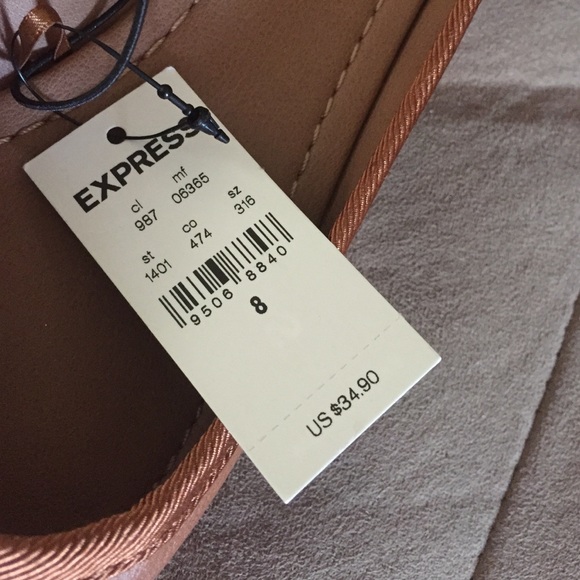 EXPRESS
cl mf
987 06365
st co sz
1401 474 316
9506 8840
8
US $34.90